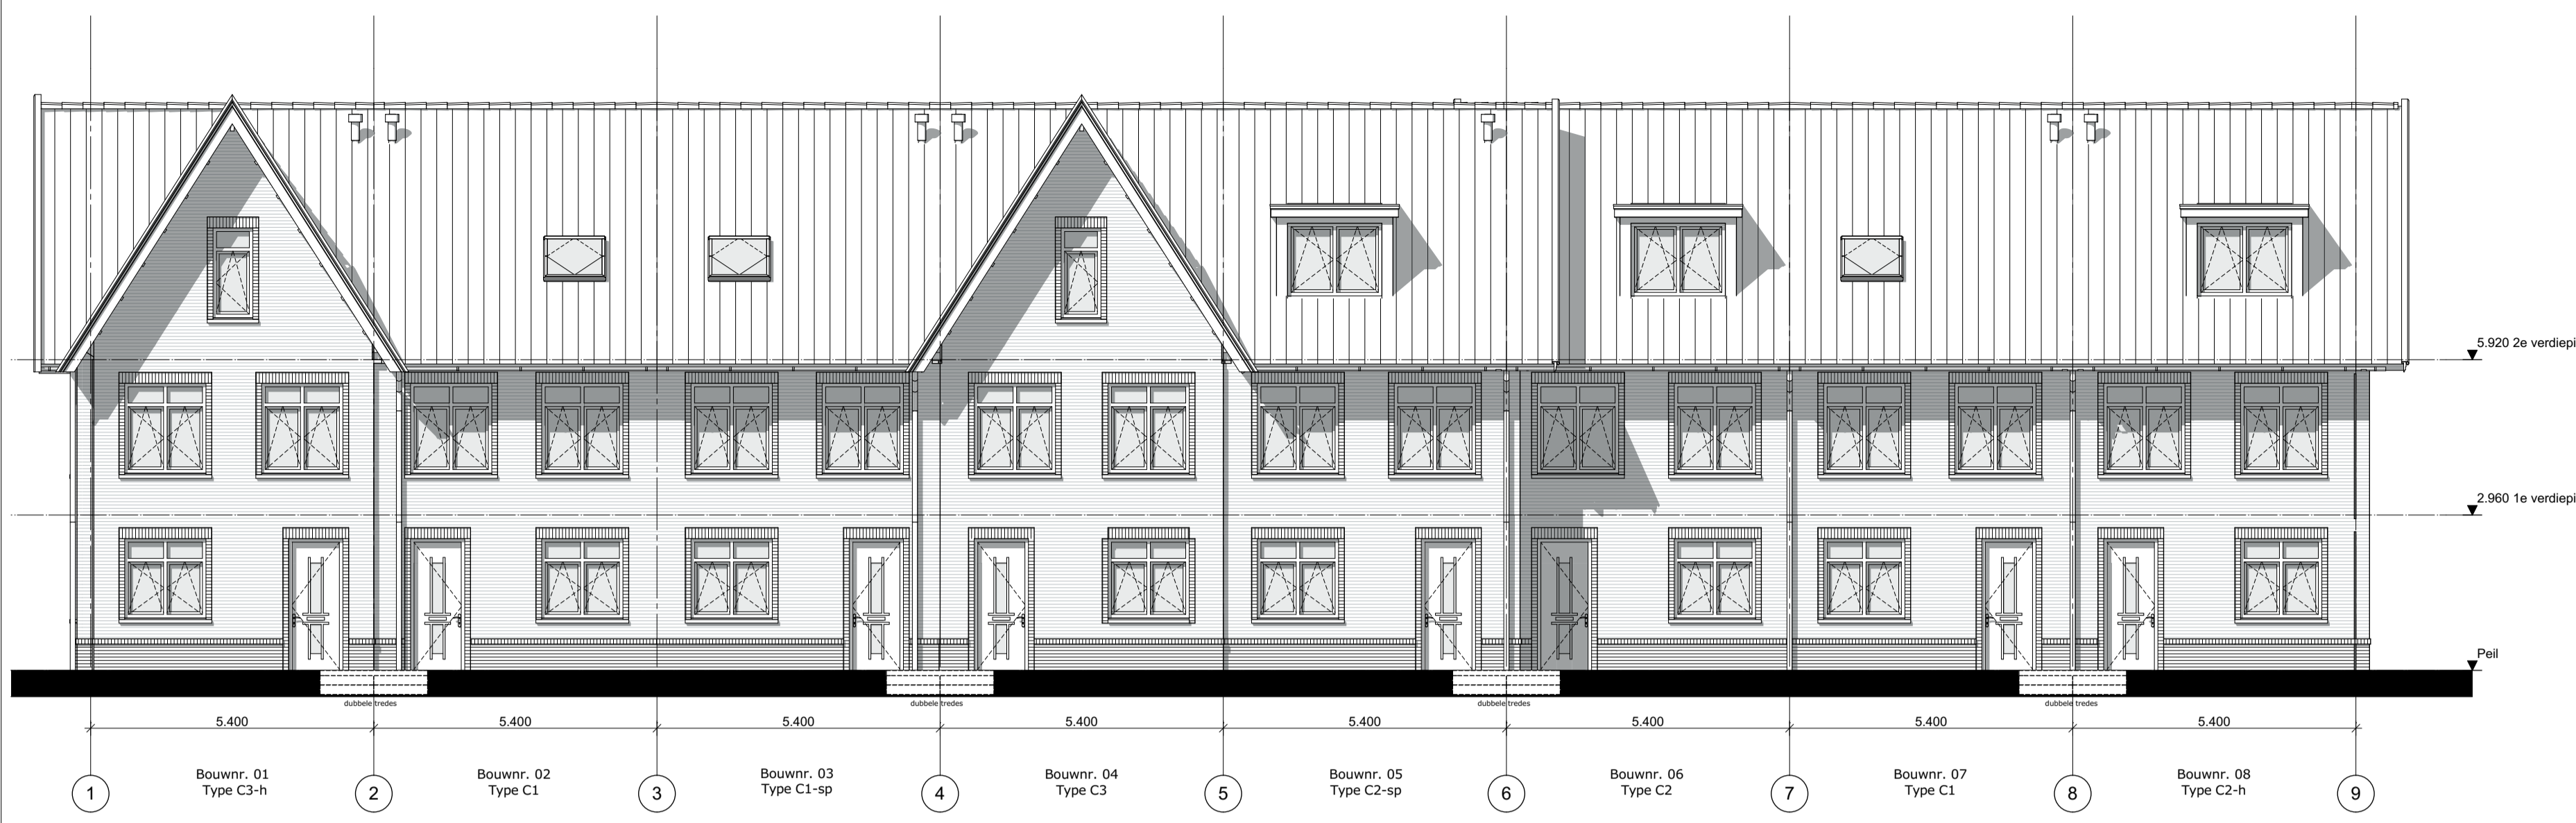 5.920 2e verdiepi
2.960 1e verdiepi
Peil
dubbele tredes
dubbele tredes
dubbele tredes
dubbele tredes
5.400
5.400
5.400
5.400
5.400
5.400
5.400
5.400
1
Bouwnr. 01
Type C3-h
2
Bouwnr. 02
Type C1
3
Bouwnr. 03
Type C1-sp
4
Bouwnr. 04
Type C3
5
Bouwnr. 05
Type C2-sp
6
Bouwnr. 06
Type C2
7
Bouwnr. 07
Type C1
8
Bouwnr. 08
Type C2-h
9